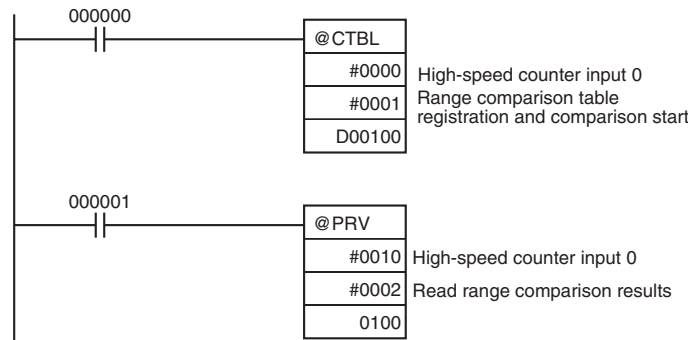 000000
@CTBL
#0000 High-speed counter input 0
#0001 Range comparison table
registration and comparison start
D00100
000001
@PRV
#0010 High-speed counter input 0
#0002 Read range comparison results
0100